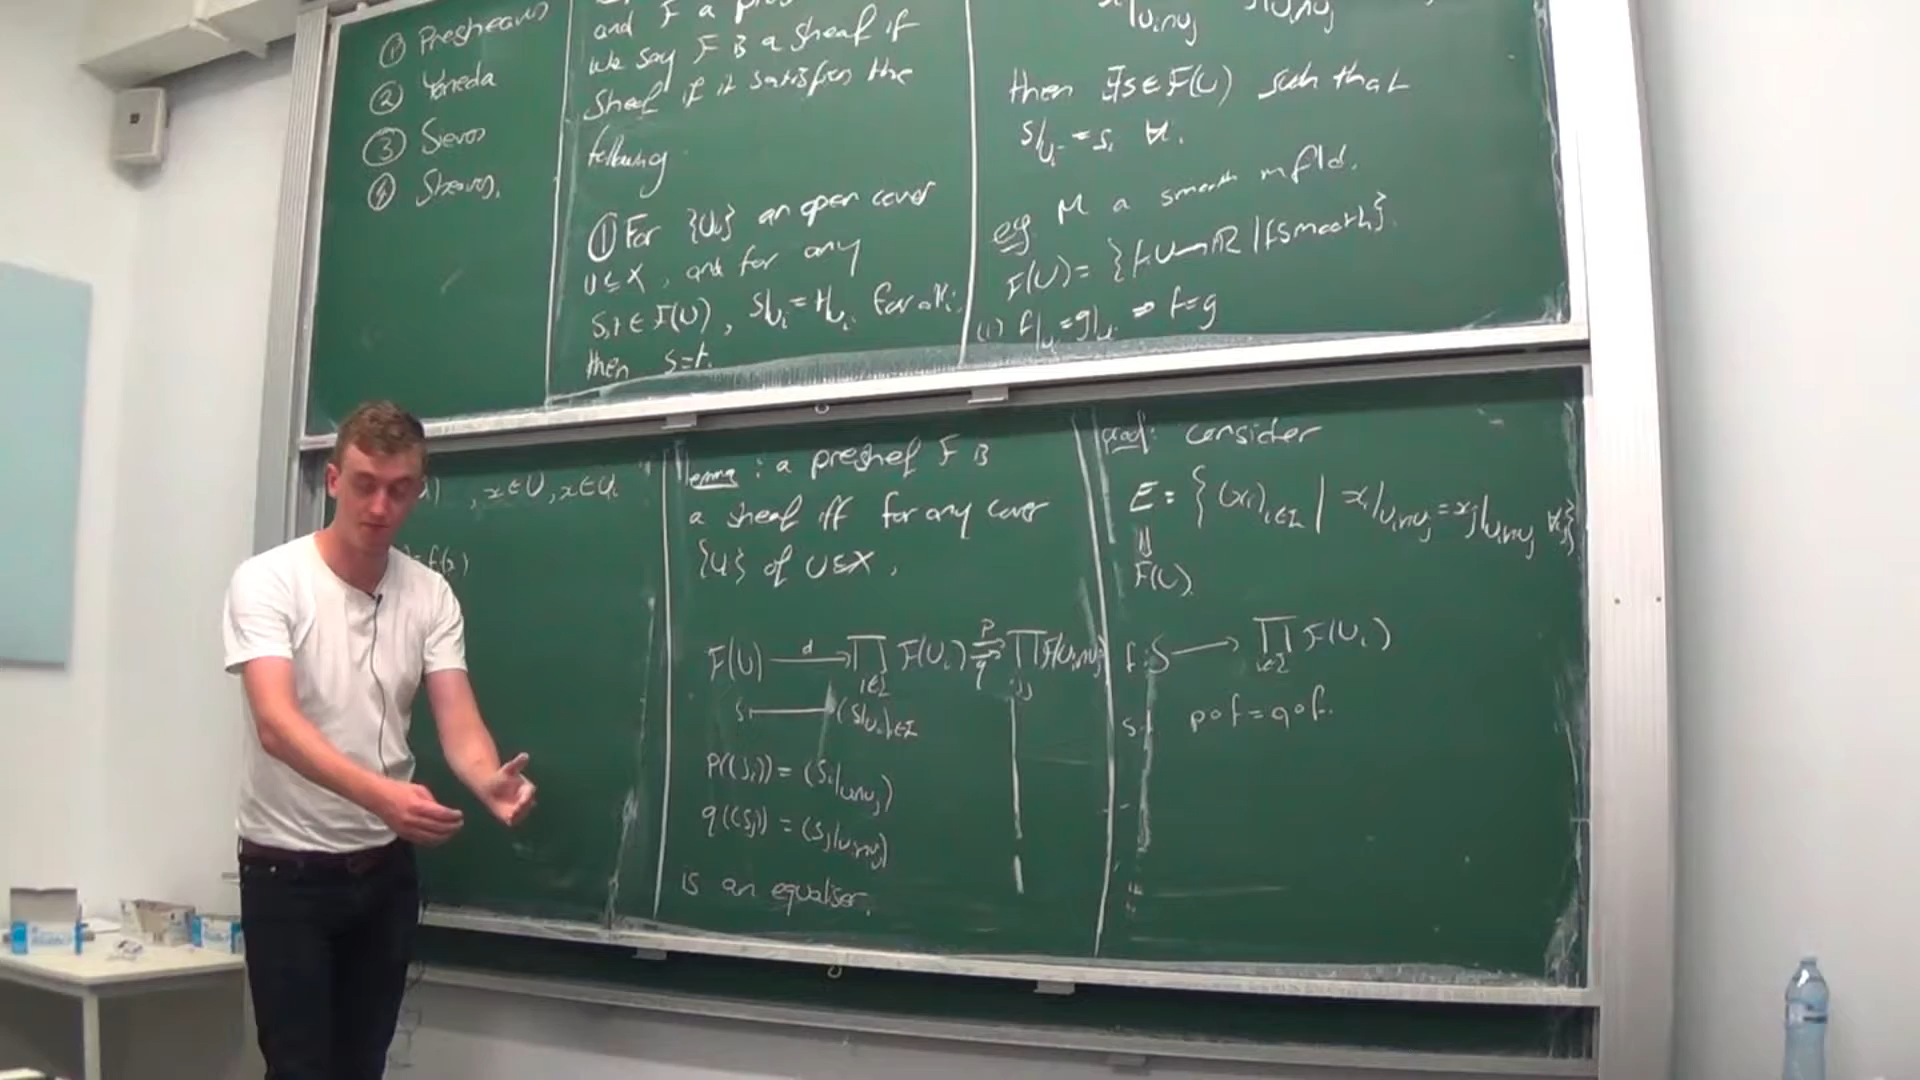 ① Presheaves
② Yoneda
③ Sieves
④ Sheaves.
and F a
we say F is a sheaf if
sheaf if it satisfies the
following
① For {Ui} an open cover
U ⊆ X, and for any
s,t ∈ F(U), s|Ui = t|Ui for all i
then s=t.
|Ui∩Uj |Ui∩Uj
then ∃s ∈ F(U) such that
s|Ui = si ∀i.
eg. M a smooth mfld.
F(U) = {f: U → ℝ | f smooth}.
(1) f|Ui = g|Ui ⇒ f=g
, x ∈ U, x ∈ Ui
f(x)
lemma: a preshef F is
a sheaf iff for any cover
{Ui} of U⊆X,
F(U) —d→ ∏i∈I F(Ui) p⇉q ∏i,j F(Ui∩Uj)
s ⟼ (s|Ui)i∈I
p((si)) = (si|Ui∩Uj)
q((sj)) = (sj|Ui∩Uj)
is an equaliser.
proof: consider
E = {(xi)i∈I | xi|Ui∩Uj = xj|Ui∩Uj ∀i,j}
F(U)
f: S → ∏i∈I F(Ui)
s.t p∘f = q∘f.